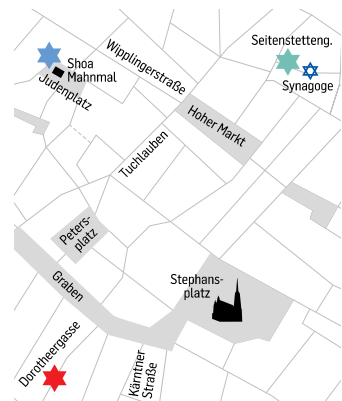 Wipplingerstraße
Seitenstetteng.
Shoa
Mahnmal
Judenplatz
Synagoge
Hoher Markt
Tuchlauben
Peters-
platz
Graben
Stephans-
platz
Dorotheergasse
Kärntner
Straße